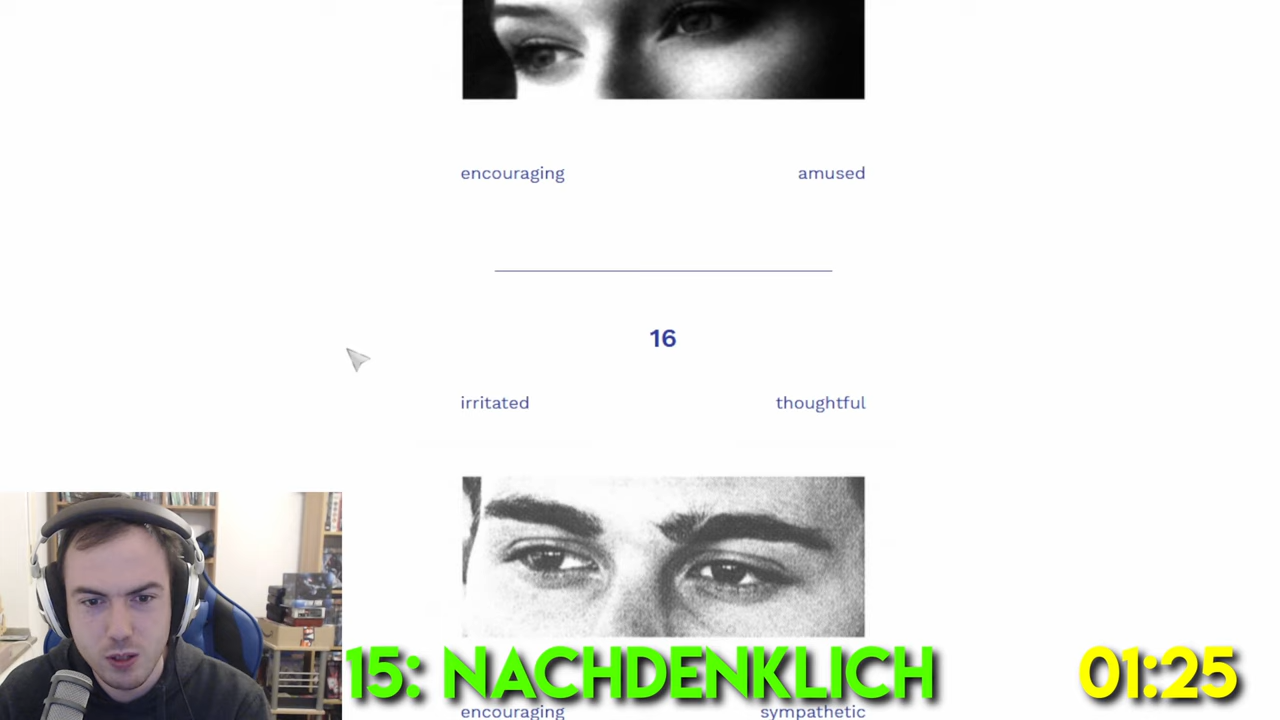 encouraging amused
16
irritated thoughtful
15: NACHDENKLICH 01:25
encouraging sympathetic